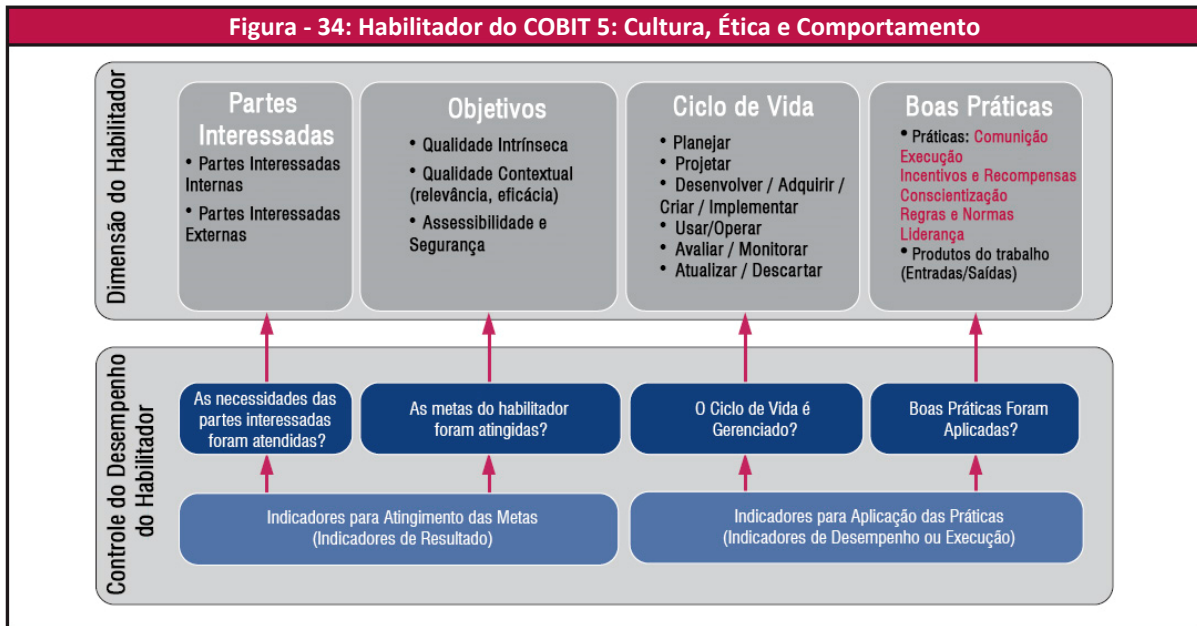 Figura - 34: Habilitador do COBIT 5: Cultura, Ética e Comportamento
Dimensão do Habilitador
Partes
Interessadas
• Partes Interessadas
Internas
• Partes Interessadas
Externas
Objetivos
• Qualidade Intrínseca
• Qualidade Contextual
(relevância, eficácia)
• Assessibilidade e
Segurança
Ciclo de Vida
• Planejar
• Projetar
• Desenvolver / Adquirir /
Criar / Implementar
• Usar/Operar
• Avaliar / Monitorar
• Atualizar / Descartar
Boas Práticas
• Práticas: Comunição
Execução
Incentivos e Recompensas
Conscientização
Regras e Normas
Liderança
• Produtos do trabalho
(Entradas/Saídas)
Controle do Desempenho
do Habilitador
As necessidades das
partes interessadas
foram atendidas?
As metas do habilitador
foram atingidas?
O Ciclo de Vida é
Gerenciado?
Boas Práticas Foram
Aplicadas?
Indicadores para Atingimento das Metas
(Indicadores de Resultado)
Indicadores para Aplicação das Práticas
(Indicadores de Desempenho ou Execução)